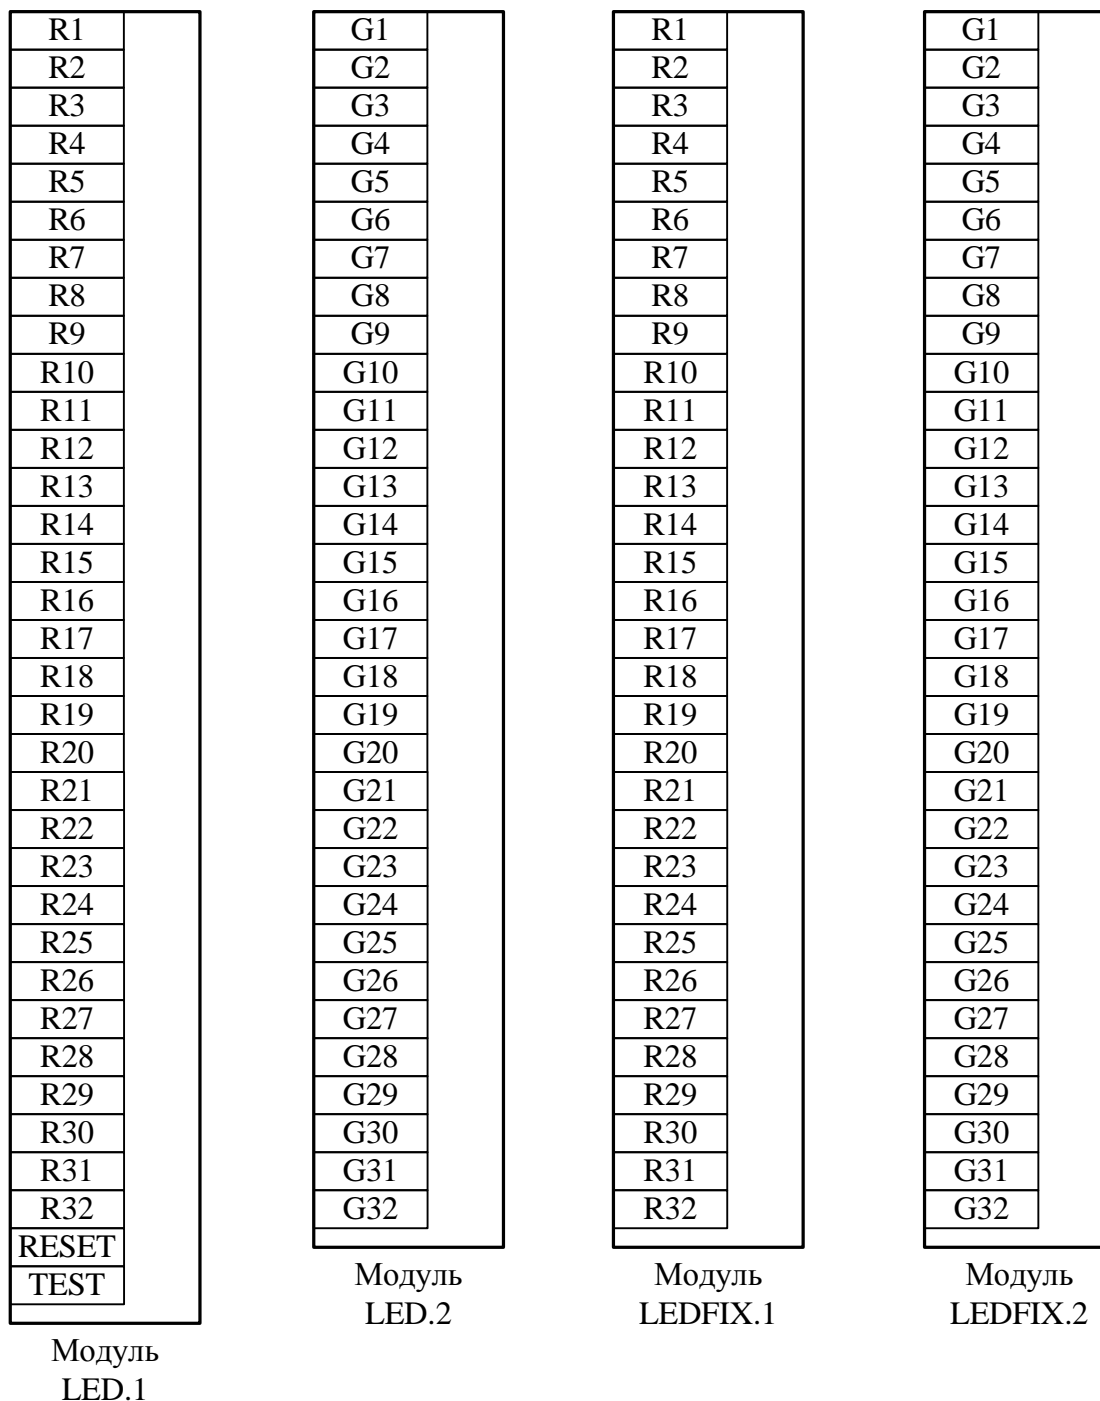 R1
R2
R3
R4
R5
R6
R7
R8
R9
R10
R11
R12
R13
R14
R15
R16
R17
R18
R19
R20
R21
R22
R23
R24
R25
R26
R27
R28
R29
R30
R31
R32
RESET
TEST
Модуль
LED.1
G1
G2
G3
G4
G5
G6
G7
G8
G9
G10
G11
G12
G13
G14
G15
G16
G17
G18
G19
G20
G21
G22
G23
G24
G25
G26
G27
G28
G29
G30
G31
G32
Модуль
LED.2
R1
R2
R3
R4
R5
R6
R7
R8
R9
R10
R11
R12
R13
R14
R15
R16
R17
R18
R19
R20
R21
R22
R23
R24
R25
R26
R27
R28
R29
R30
R31
R32
Модуль
LEDFIX.1
G1
G2
G3
G4
G5
G6
G7
G8
G9
G10
G11
G12
G13
G14
G15
G16
G17
G18
G19
G20
G21
G22
G23
G24
G25
G26
G27
G28
G29
G30
G31
G32
Модуль
LEDFIX.2